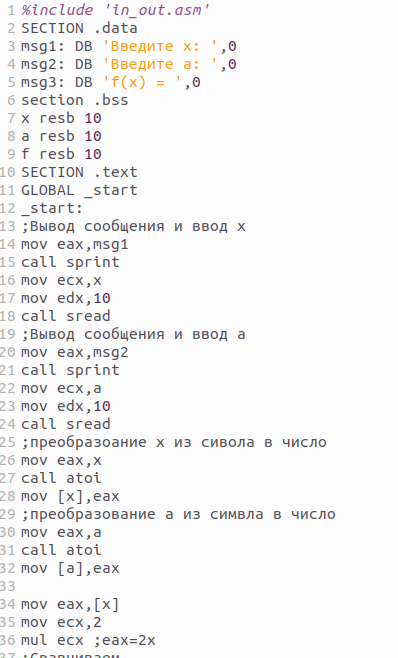 1 %include 'in_out.asm'
2 SECTION .data
3 msg1: DB 'Введите x: ',0
4 msg2: DB 'Введите a: ',0
5 msg3: DB 'f(x) = ',0
6 section .bss
7 x resb 10
8 a resb 10
9 f resb 10
10 SECTION .text
11 GLOBAL _start
12 _start:
13 ;Вывод сообщения и ввод x
14 mov eax,msg1
15 call sprint
16 mov ecx,x
17 mov edx,10
18 call sread
19 ;Вывод сообщения и ввод a
20 mov eax,msg2
21 call sprint
22 mov ecx,a
23 mov edx,10
24 call sread
25 ;преобразоание x из сивола в число
26 mov eax,x
27 call atoi
28 mov [x],eax
29 ;преобразование a из симвла в число
30 mov eax,a
31 call atoi
32 mov [a],eax
33
34 mov eax,[x]
35 mov ecx,2
36 mul ecx ;eax=2x
37 ;Сравниваем